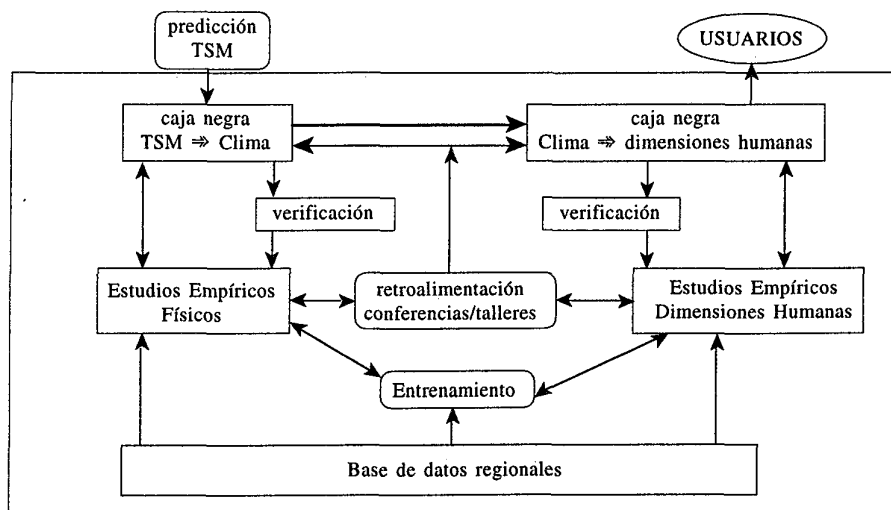 predicción
TSM
USUARIOS
caja negra
TSM ⇒ Clima
caja negra
Clima ⇒ dimensiones humanas
verificación
verificación
Estudios Empíricos
Físicos
retroalimentación
conferencias/talleres
Estudios Empíricos
Dimensiones Humanas
Entrenamiento
Base de datos regionales